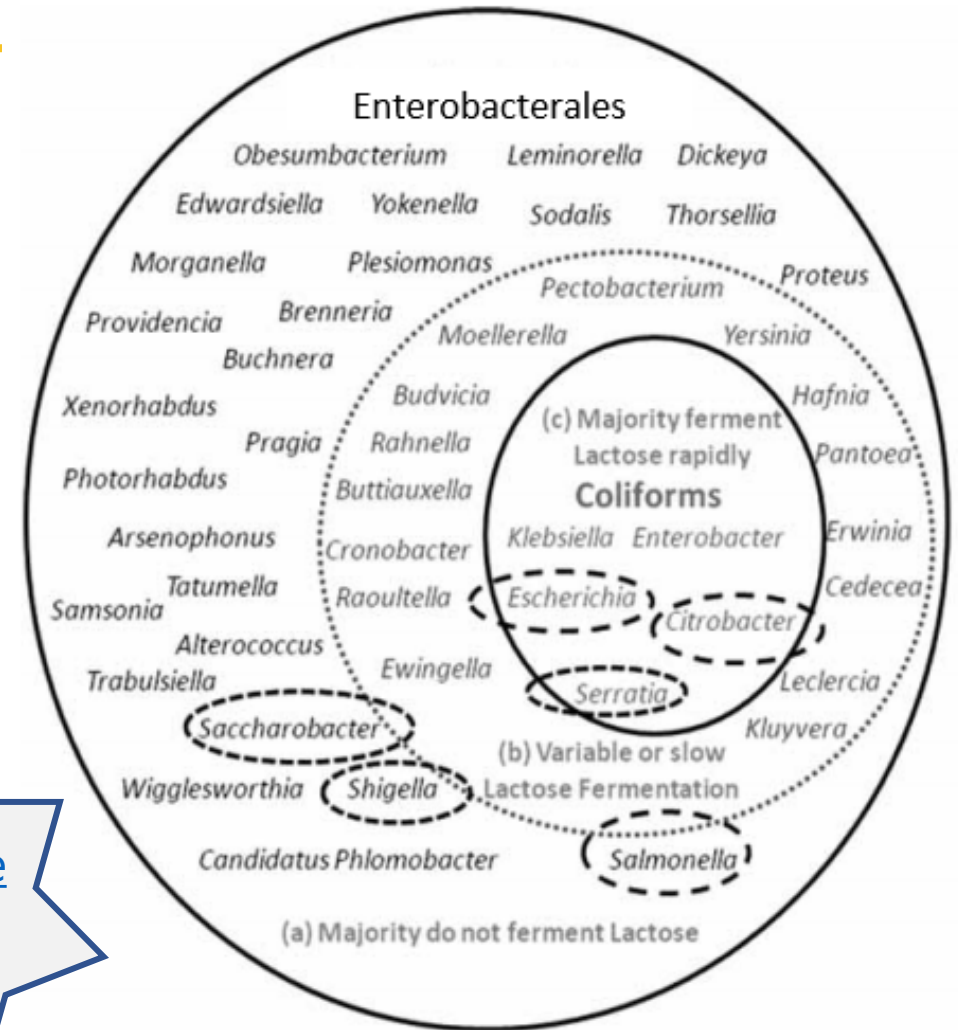 Enterobacterales
Obesumbacterium Leminorella Dickeya
Edwardsiella Yokenella Sodalis Thorsellia
Morganella Plesiomonas Proteus
Pectobacterium
Providencia Brenneria Moellerella Yersinia
Buchnera
Xenorhabdus Budvicia Hafnia
(c) Majority ferment
Pragia Rahnella Lactose rapidly Pantoea
Photorhabdus Buttiauxella Coliforms
Arsenophonus Cronobacter Klebsiella Enterobacter Erwinia
Tatumella Raoultella Escherichia Cedecea
Samsonia Citrobacter
Alterococcus
Trabulsiella Ewingella Serratia Leclercia
Saccharobacter Kluyvera
(b) Variable or slow
Wigglesworthia Shigella Lactose Fermentation
Candidatus Phlomobacter Salmonella
(a) Majority do not ferment Lactose